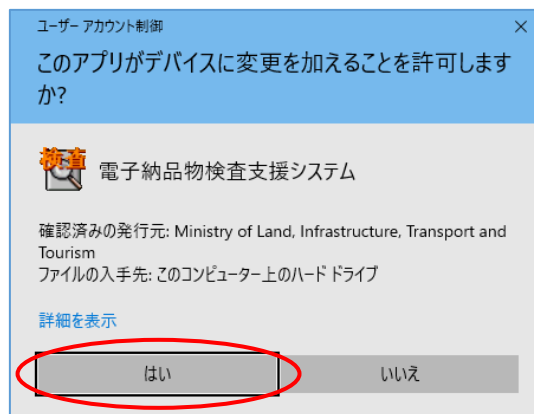 ユーザー アカウント制御
このアプリがデバイスに変更を加えることを許可します
か?
検査
電子納品物検査支援システム
確認済みの発行元: Ministry of Land, Infrastructure, Transport and
Tourism
ファイルの入手先: このコンピューター上のハード ドライブ
詳細を表示
はい
いいえ